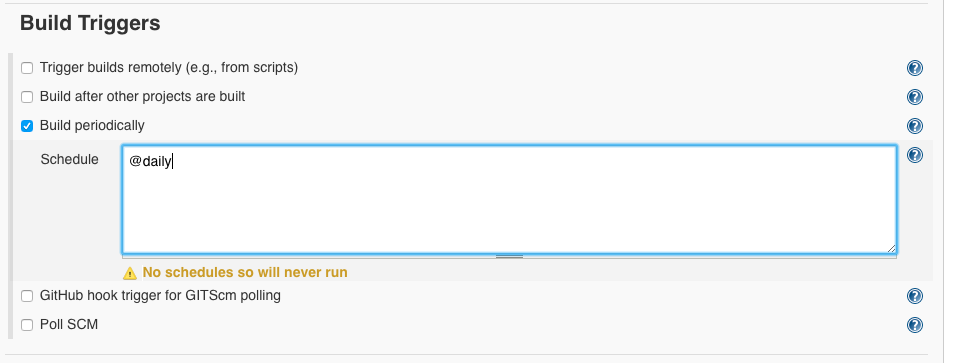 Build Triggers
Trigger builds remotely (e.g., from scripts)
Build after other projects are built
Build periodically
Schedule
@daily
No schedules so will never run
GitHub hook trigger for GITScm polling
Poll SCM